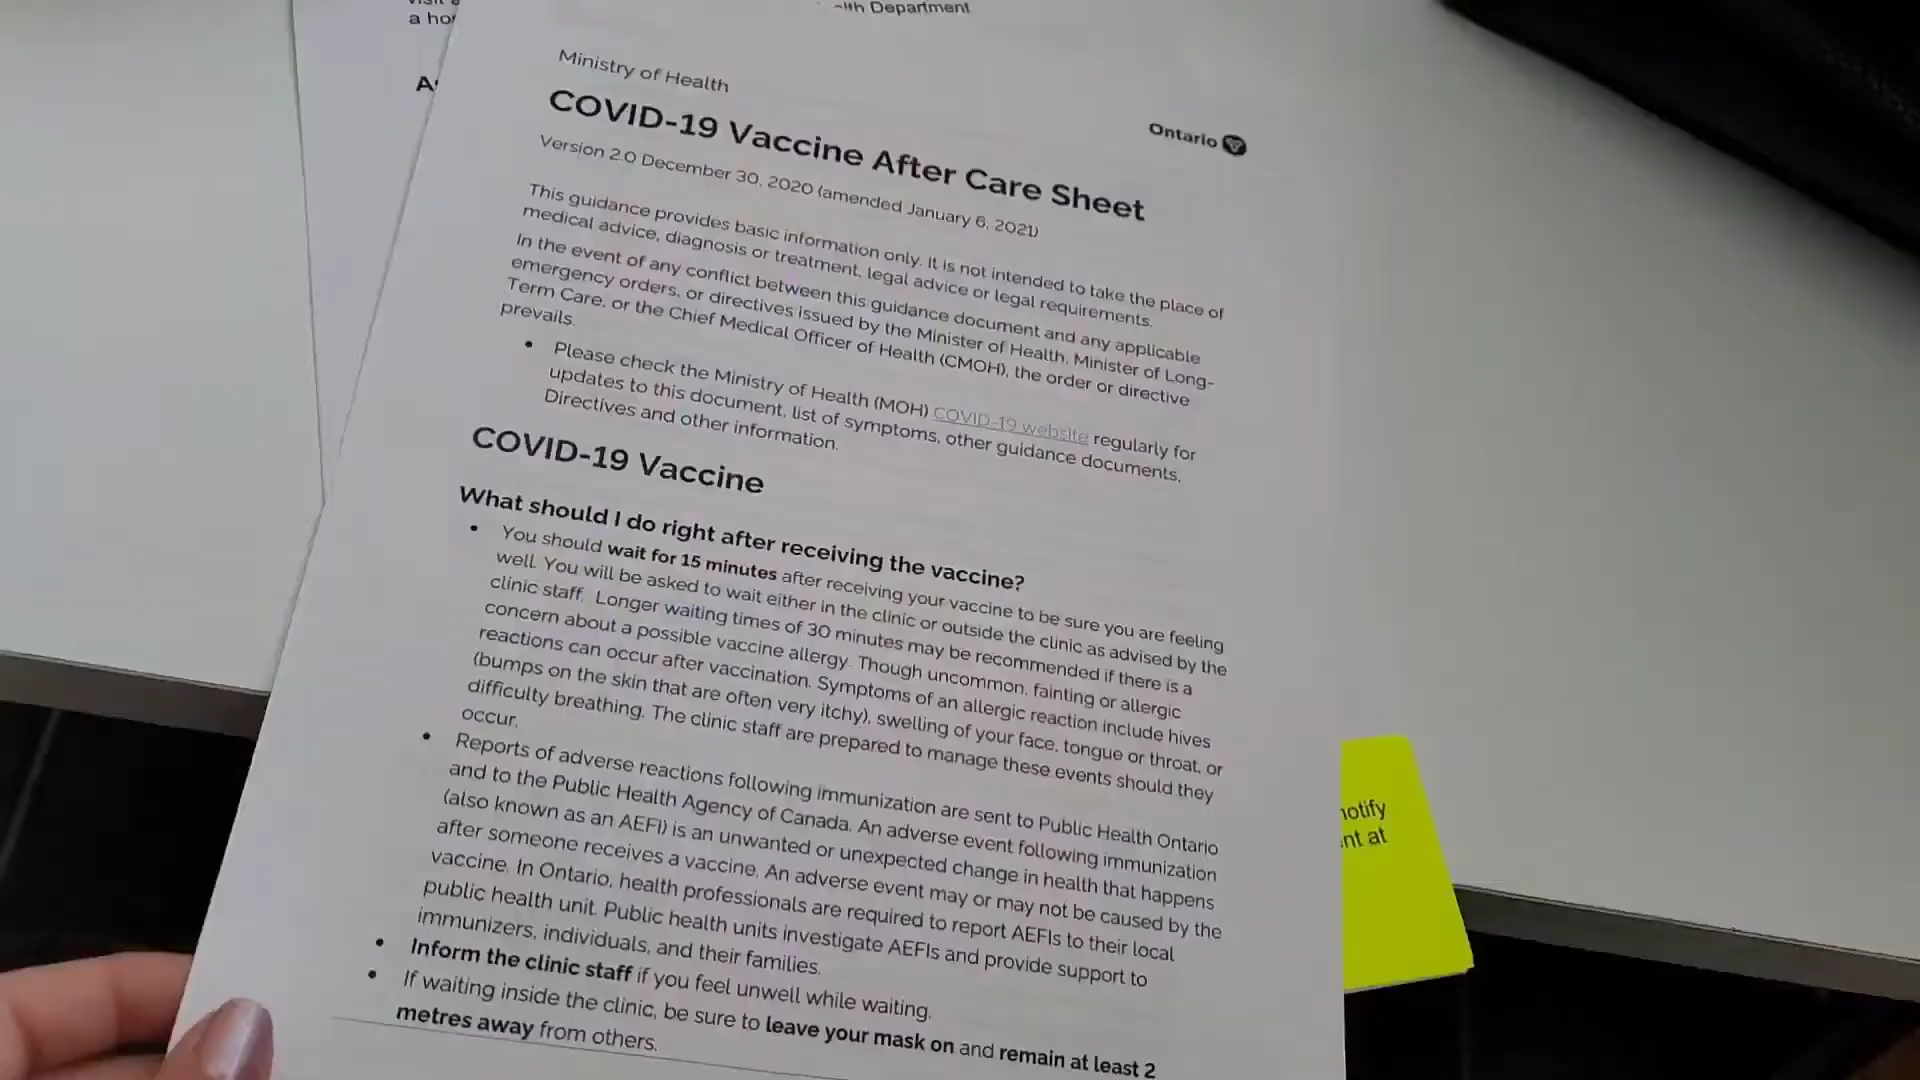 a
A
Department
Ministry of Health
Ontario
COVID-19 Vaccine After Care Sheet
Version 2.0 December 30, 2020 (amended January 6, 2021)
This guidance provides basic information only. It is not intended to take the place of
medical advice, diagnosis or treatment, legal advice or legal requirements.
In the event of any conflict between this guidance document and any applicable
emergency orders, or directives issued by the Minister of Health, Minister of Long-
Term Care, or the Chief Medical Officer of Health (CMOH), the order or directive
prevails.
• Please check the Ministry of Health (MOH) COVID-19 website regularly for
updates to this document, list of symptoms, other guidance documents,
Directives and other information.
COVID-19 Vaccine
What should I do right after receiving the vaccine?
• You should wait for 15 minutes after receiving your vaccine to be sure you are feeling
well. You will be asked to wait either in the clinic or outside the clinic as advised by the
clinic staff. Longer waiting times of 30 minutes may be recommended if there is a
concern about a possible vaccine allergy. Though uncommon, fainting or allergic
reactions can occur after vaccination. Symptoms of an allergic reaction include hives
(bumps on the skin that are often very itchy), swelling of your face, tongue or throat, or
difficulty breathing. The clinic staff are prepared to manage these events should they
occur.
• Reports of adverse reactions following immunization are sent to Public Health Ontario
and to the Public Health Agency of Canada. An adverse event following immunization
(also known as an AEFI) is an unwanted or unexpected change in health that happens
after someone receives a vaccine. An adverse event may or may not be caused by the
vaccine. In Ontario, health professionals are required to report AEFIs to their local
public health unit. Public health units investigate AEFIs and provide support to
immunizers, individuals, and their families.
• Inform the clinic staff if you feel unwell while waiting.
• If waiting inside the clinic, be sure to leave your mask on and remain at least 2
metres away from others.
notify
at